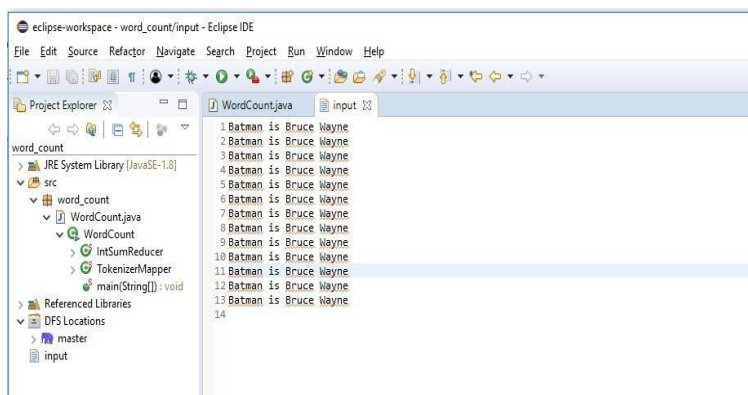 eclipse-workspace - word_count/input - Eclipse IDE
File Edit Source Refactor Navigate Search Project Run Window Help
Project Explorer
word_count
JRE System Library [JavaSE-1.8]
src
word_count
WordCount.java
WordCount
IntSumReducer
TokenizerMapper
main(String[]) : void
Referenced Libraries
DFS Locations
master
input
WordCount.java input
1 Batman is Bruce Wayne
2 Batman is Bruce Wayne
3 Batman is Bruce Wayne
4 Batman is Bruce Wayne
5 Batman is Bruce Wayne
6 Batman is Bruce Wayne
7 Batman is Bruce Wayne
8 Batman is Bruce Wayne
9 Batman is Bruce Wayne
10 Batman is Bruce Wayne
11 Batman is Bruce Wayne
12 Batman is Bruce Wayne
13 Batman is Bruce Wayne
14